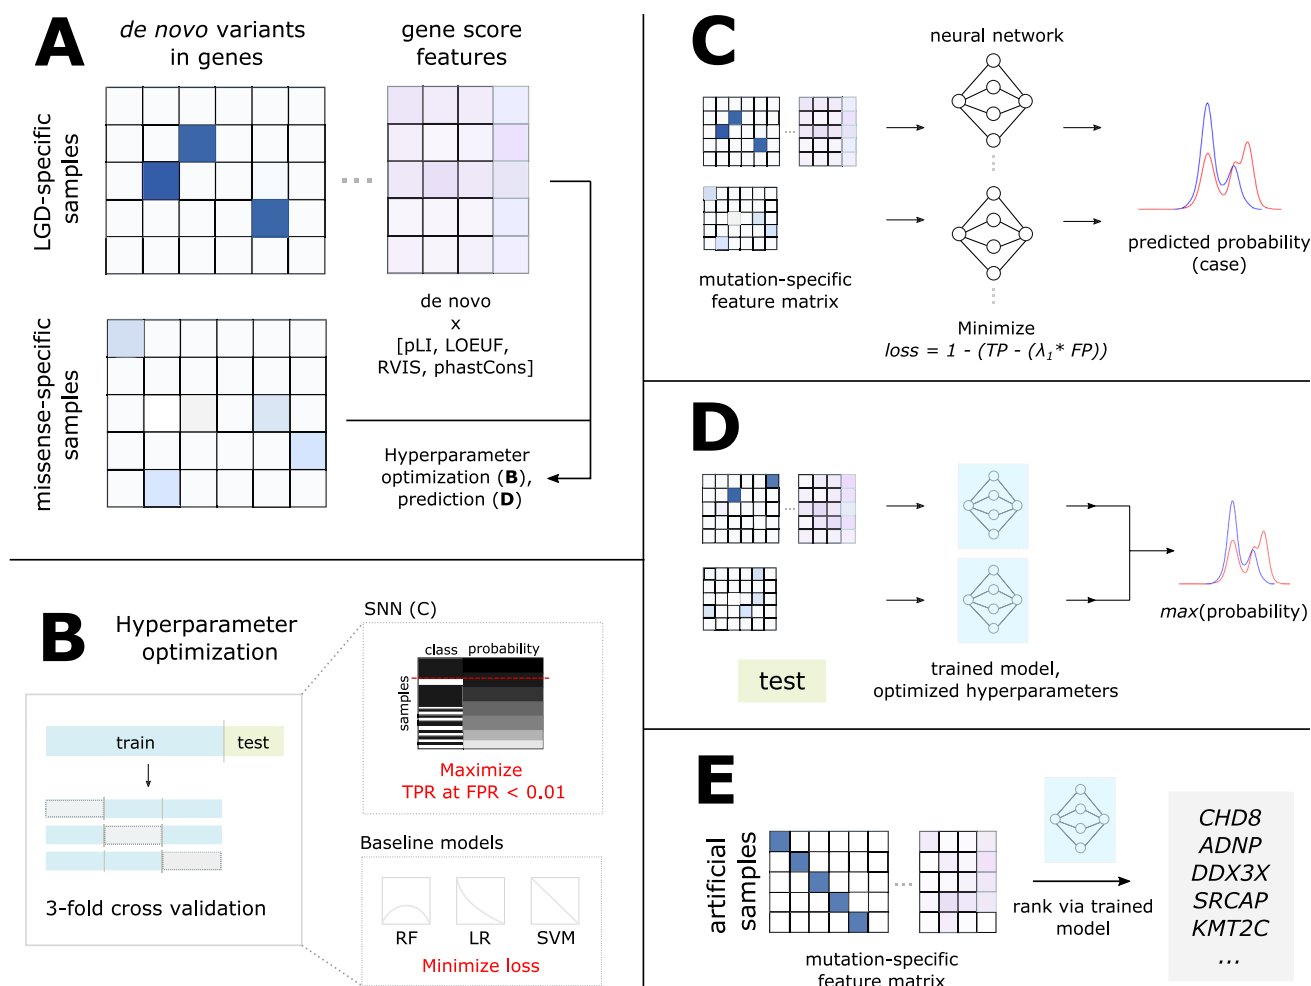 A
de novo variants
in genes
gene score
features
LGD-specific
samples
...
de novo
x
[pLI, LOEUF,
RVIS, phastCons]
missense-specific
samples
Hyperparameter
optimization (B),
prediction (D)
B
Hyperparameter
optimization
train
test
3-fold cross validation
SNN (C)
class
probability
samples
Maximize
TPR at FPR < 0.01
Baseline models
RF
LR
SVM
Minimize loss
C
neural network
...
mutation-specific
feature matrix
predicted probability
(case)
Minimize
loss = 1 - (TP - (λ₁* FP))
D
...
max(probability)
test
trained model,
optimized hyperparameters
E
artificial
samples
...
mutation-specific
feature matrix
rank via trained
model
CHD8
ADNP
DDX3X
SRCAP
KMT2C
...